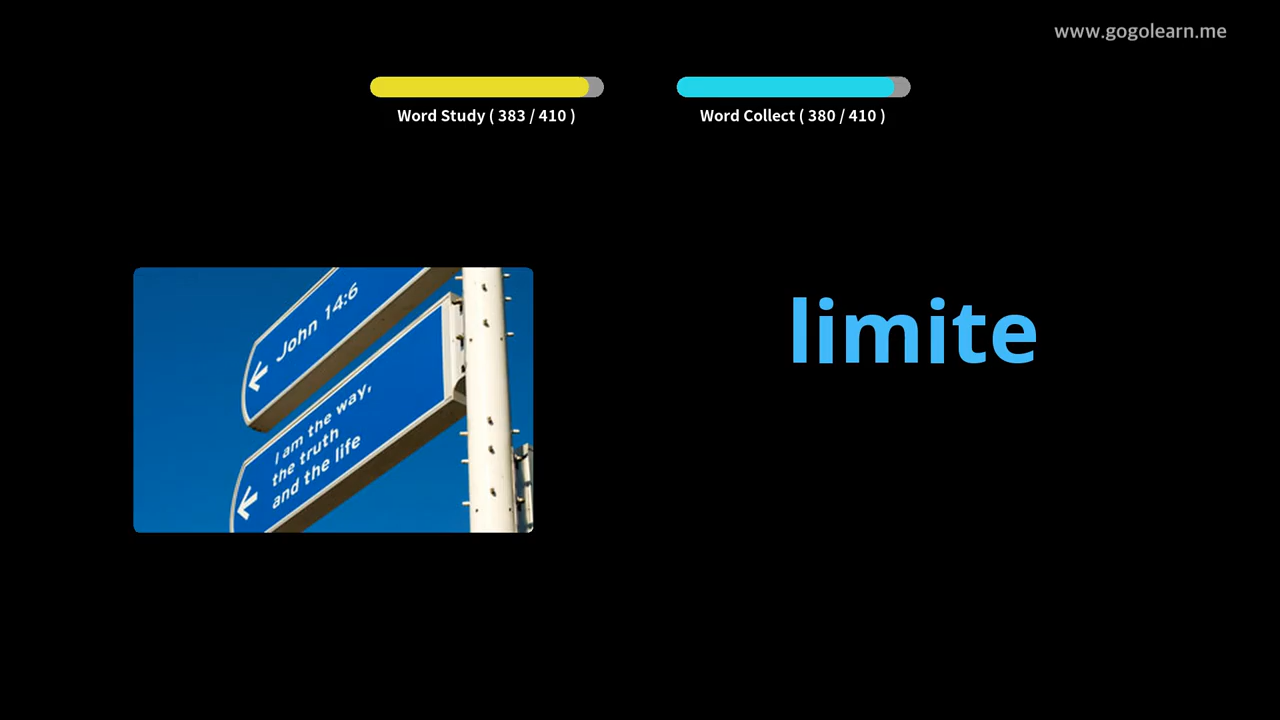 www.gogolearn.me
Word Study ( 383 / 410 )
Word Collect ( 380 / 410 )
John 14:6
I am the way,
the truth
and the life
limite